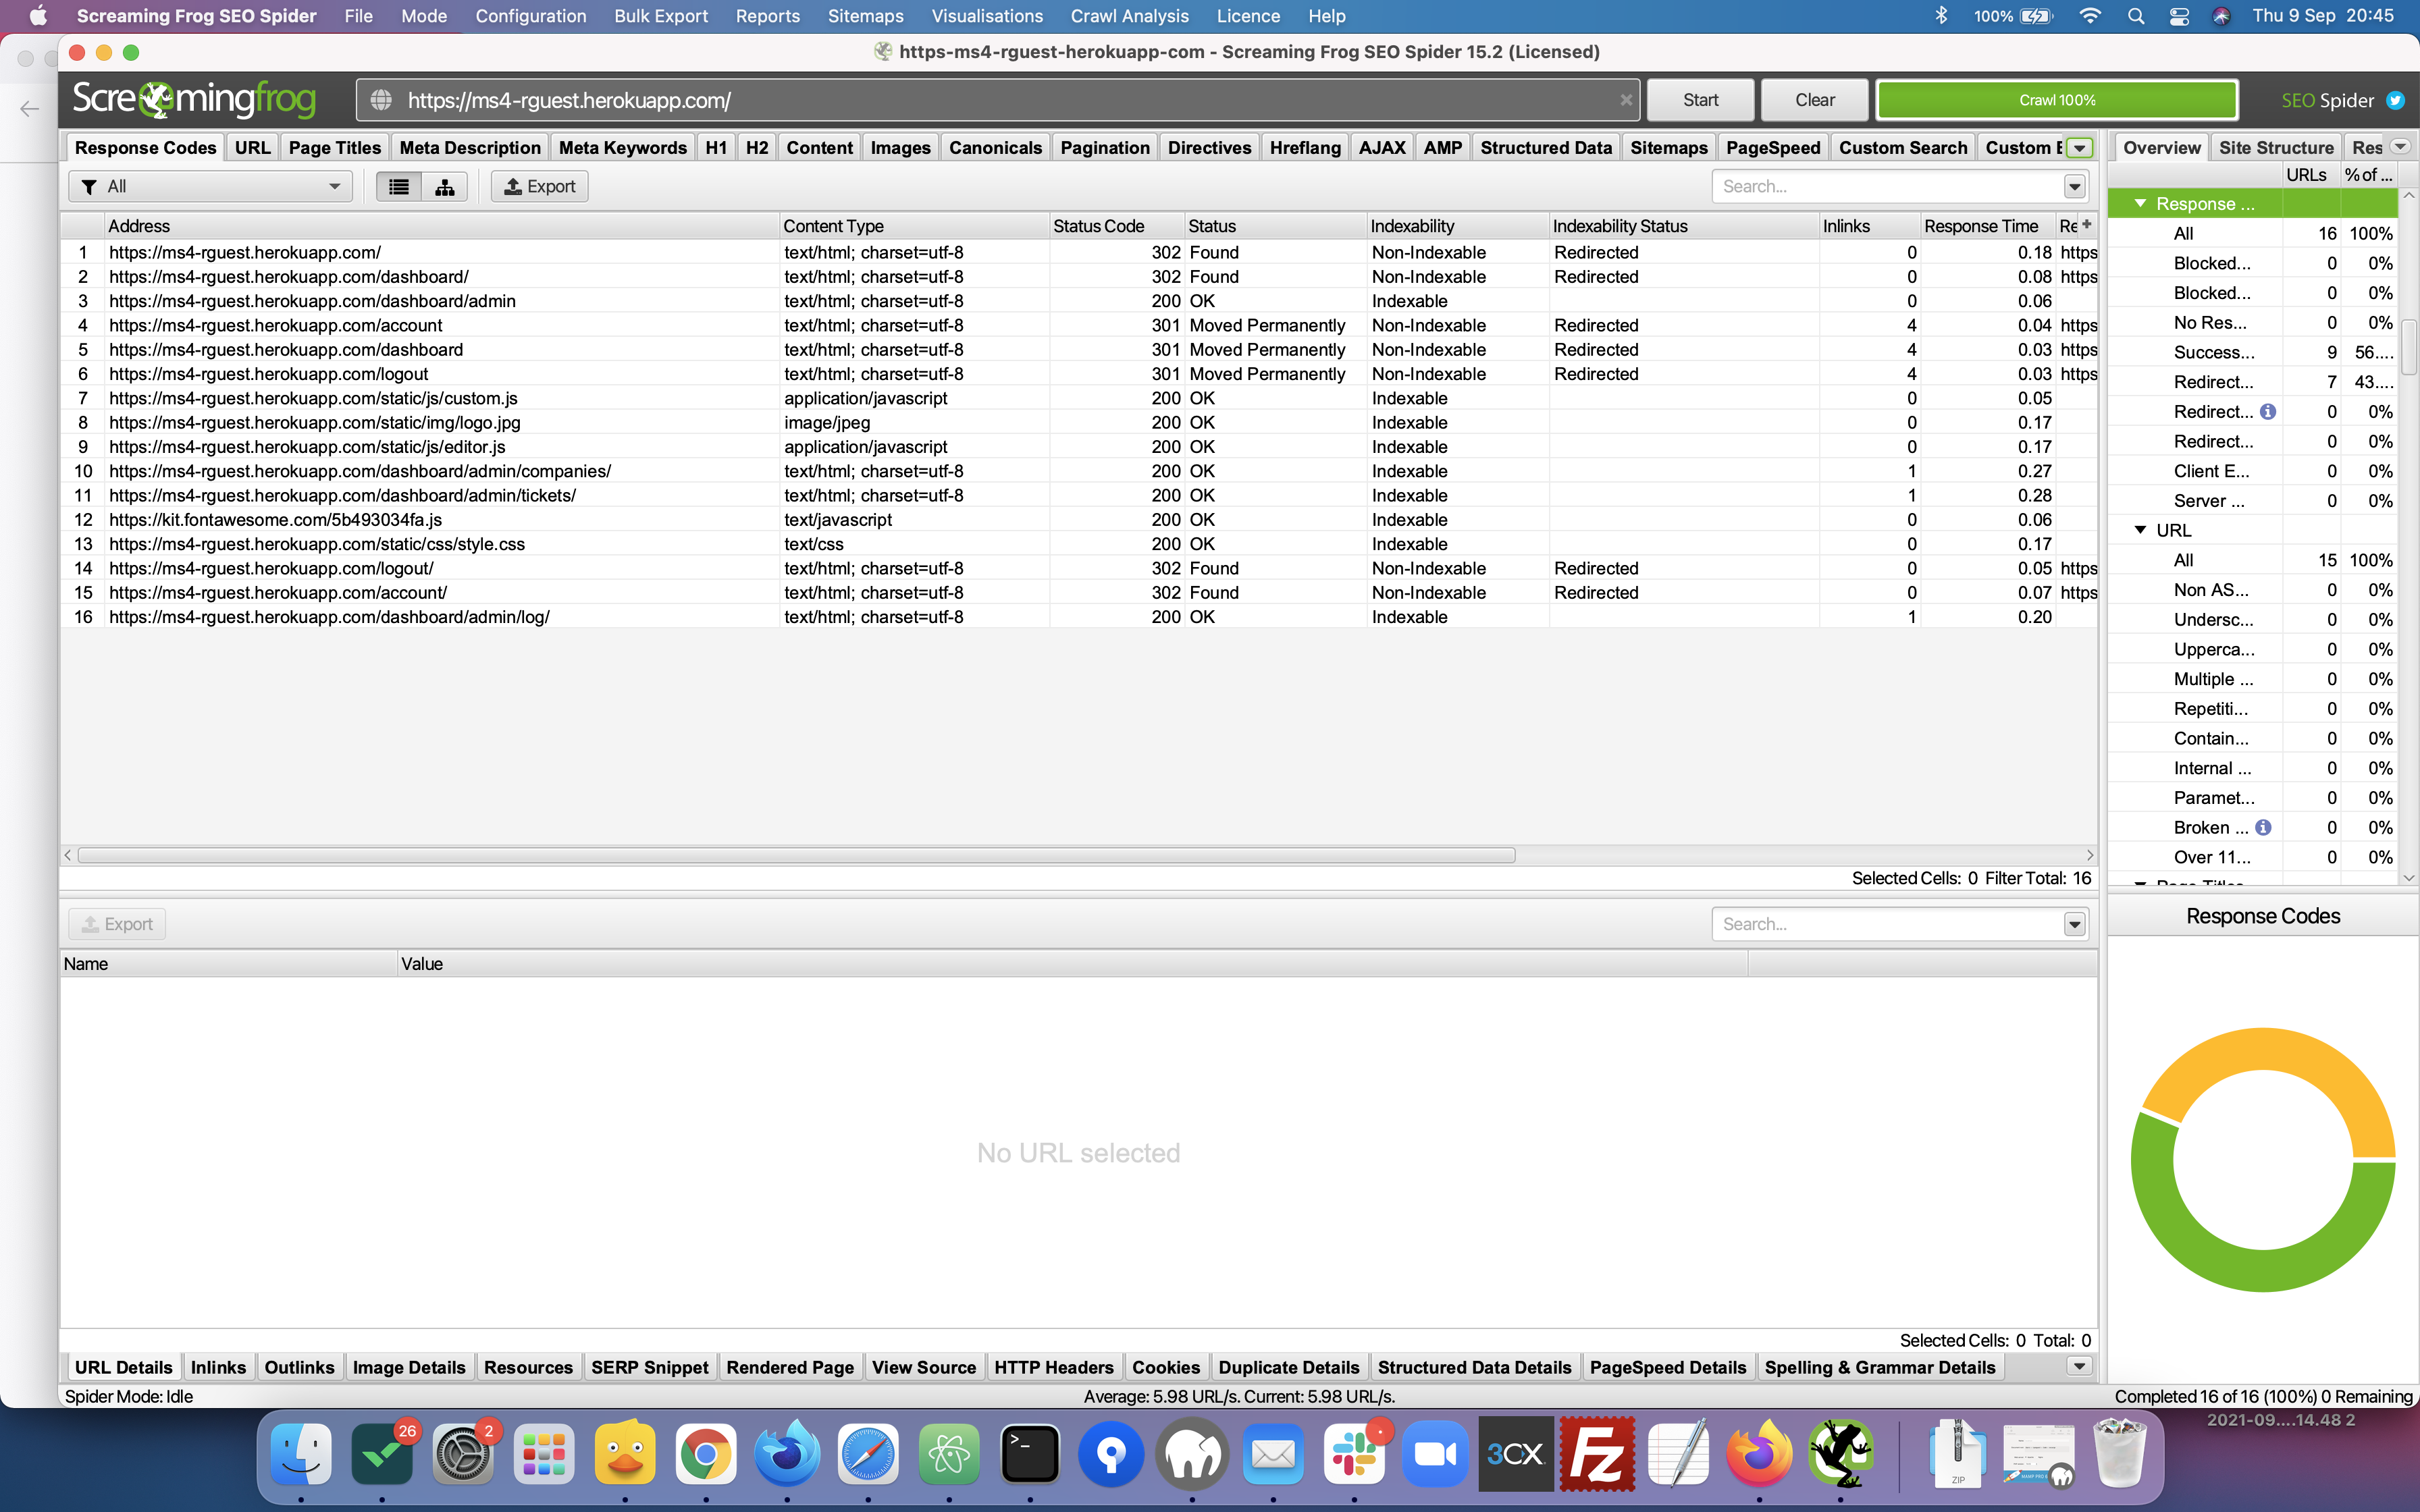 Screaming Frog SEO Spider File Mode Configuration Bulk Export Reports Sitemaps Visualisations Crawl Analysis Licence Help 100% Thu 9 Sep 20:45
https-ms4-rguest-herokuapp-com - Screaming Frog SEO Spider 15.2 (Licensed)
Screamingfrog https://ms4-rguest.herokuapp.com/ Start Clear Crawl 100% SEO Spider
Response Codes URL Page Titles Meta Description Meta Keywords H1 H2 Content Images Canonicals Pagination Directives Hreflang AJAX AMP Structured Data Sitemaps PageSpeed Custom Search Custom E Overview Site Structure Res
All Export Search... URLs % of ...
Address Content Type Status Code Status Indexability Indexability Status Inlinks Response Time Re
1 https://ms4-rguest.herokuapp.com/ text/html; charset=utf-8 302 Found Non-Indexable Redirected 0 0.18 https
2 https://ms4-rguest.herokuapp.com/dashboard/ text/html; charset=utf-8 302 Found Non-Indexable Redirected 0 0.08 https
3 https://ms4-rguest.herokuapp.com/dashboard/admin text/html; charset=utf-8 200 OK Indexable 0 0.06
4 https://ms4-rguest.herokuapp.com/account text/html; charset=utf-8 301 Moved Permanently Non-Indexable Redirected 4 0.04 https
5 https://ms4-rguest.herokuapp.com/dashboard text/html; charset=utf-8 301 Moved Permanently Non-Indexable Redirected 4 0.03 https
6 https://ms4-rguest.herokuapp.com/logout text/html; charset=utf-8 301 Moved Permanently Non-Indexable Redirected 4 0.03 https
7 https://ms4-rguest.herokuapp.com/static/js/custom.js application/javascript 200 OK Indexable 0 0.05
8 https://ms4-rguest.herokuapp.com/static/img/logo.jpg image/jpeg 200 OK Indexable 0 0.17
9 https://ms4-rguest.herokuapp.com/static/js/editor.js application/javascript 200 OK Indexable 0 0.17
10 https://ms4-rguest.herokuapp.com/dashboard/admin/companies/ text/html; charset=utf-8 200 OK Indexable 1 0.27
11 https://ms4-rguest.herokuapp.com/dashboard/admin/tickets/ text/html; charset=utf-8 200 OK Indexable 1 0.28
12 https://kit.fontawesome.com/5b493034fa.js text/javascript 200 OK Indexable 0 0.06
13 https://ms4-rguest.herokuapp.com/static/css/style.css text/css 200 OK Indexable 0 0.17
14 https://ms4-rguest.herokuapp.com/logout/ text/html; charset=utf-8 302 Found Non-Indexable Redirected 0 0.05 https
15 https://ms4-rguest.herokuapp.com/account/ text/html; charset=utf-8 302 Found Non-Indexable Redirected 0 0.07 https
16 https://ms4-rguest.herokuapp.com/dashboard/admin/log/ text/html; charset=utf-8 200 OK Indexable 1 0.20
Selected Cells: 0 Filter Total: 16
Response ...
All 16 100%
Blocked... 0 0%
Blocked... 0 0%
No Res... 0 0%
Success... 9 56....
Redirect... 7 43....
Redirect... 0 0%
Redirect... 0 0%
Client E... 0 0%
Server ... 0 0%
URL
All 15 100%
Non AS... 0 0%
Undersc... 0 0%
Upperca... 0 0%
Multiple ... 0 0%
Repetiti... 0 0%
Contain... 0 0%
Internal ... 0 0%
Paramet... 0 0%
Broken ... 0 0%
Over 11... 0 0%
Page Titles
Export Search...
Name Value
No URL selected
Response Codes
Selected Cells: 0 Total: 0
URL Details Inlinks Outlinks Image Details Resources SERP Snippet Rendered Page View Source HTTP Headers Cookies Duplicate Details Structured Data Details PageSpeed Details Spelling & Grammar Details
Spider Mode: Idle Average: 5.98 URL/s. Current: 5.98 URL/s. Completed 16 of 16 (100%) 0 Remaining
2021-09....14.48 2
26 2 3CX Fz ZIP